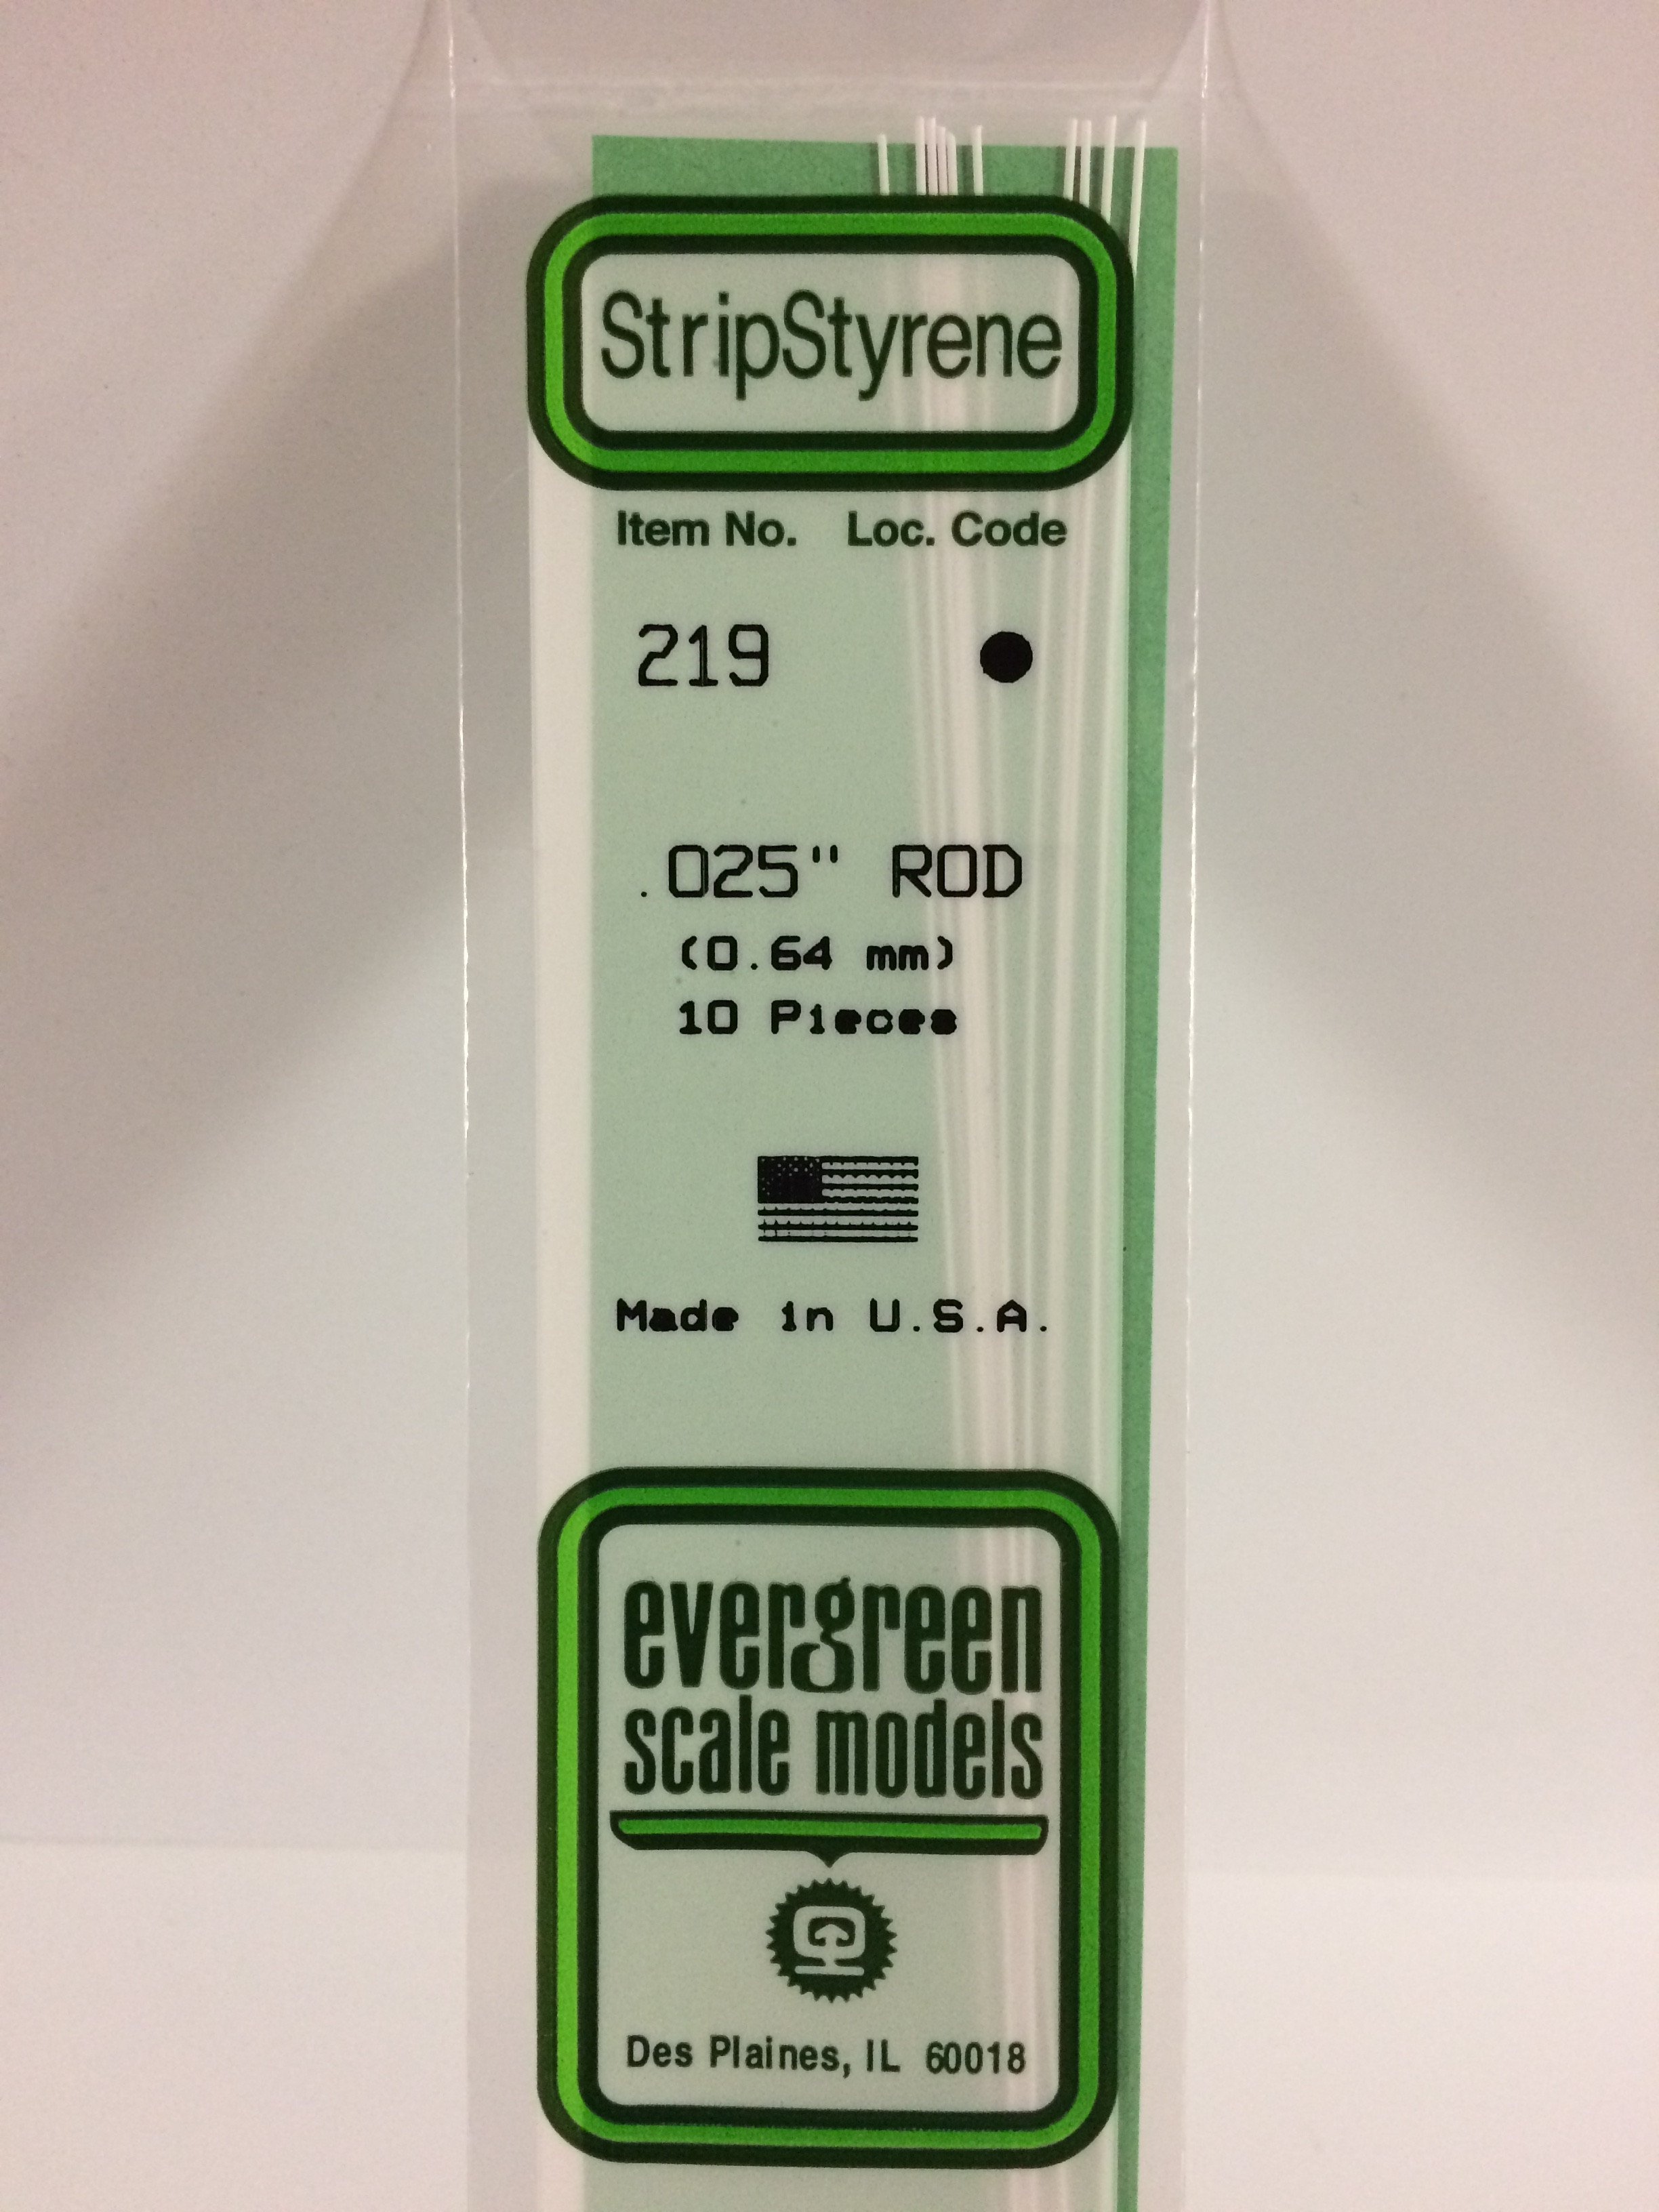 StripStyrene
Item No. Loc. Code
219
.025" ROD
(0.64 mm)
10 Pieces
Made in U.S.A.
evergreen
scale models
Des Plaines, IL 60018